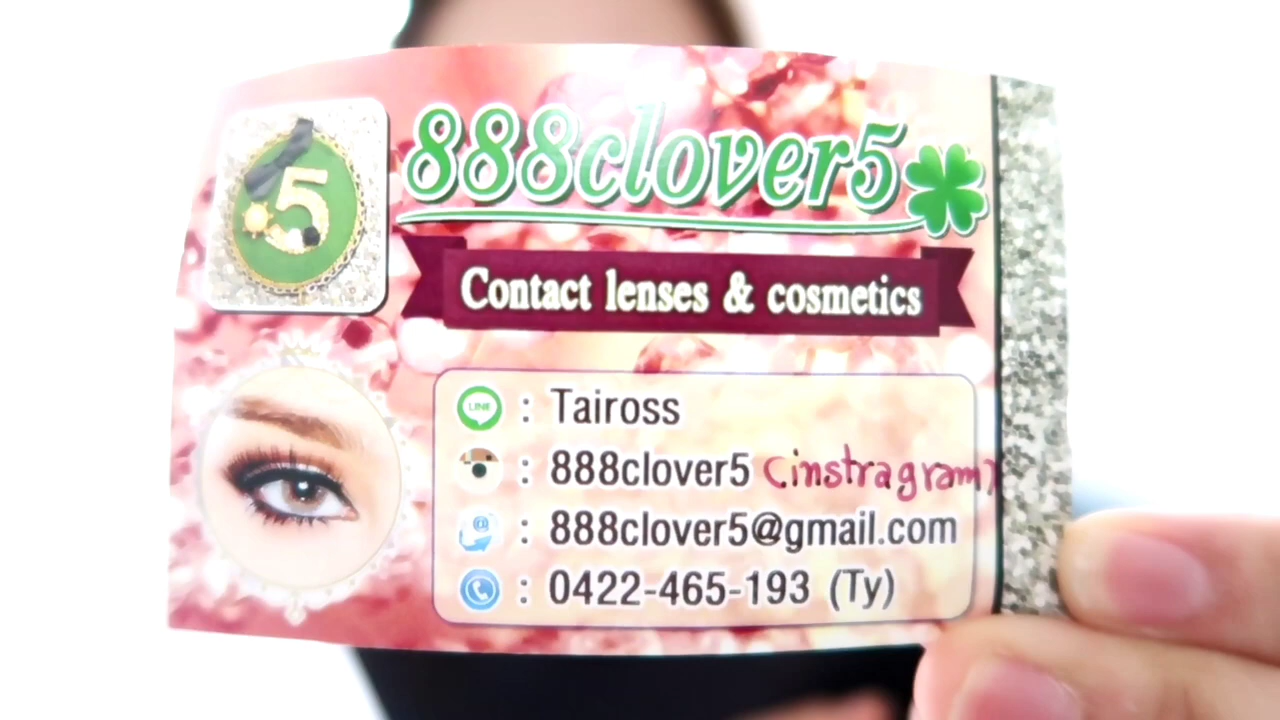 5
888clover5
Contact lenses & cosmetics
LINE : Taiross
: 888clover5 (instragram)
@ : 888clover5@gmail.com
: 0422-465-193 (Ty)